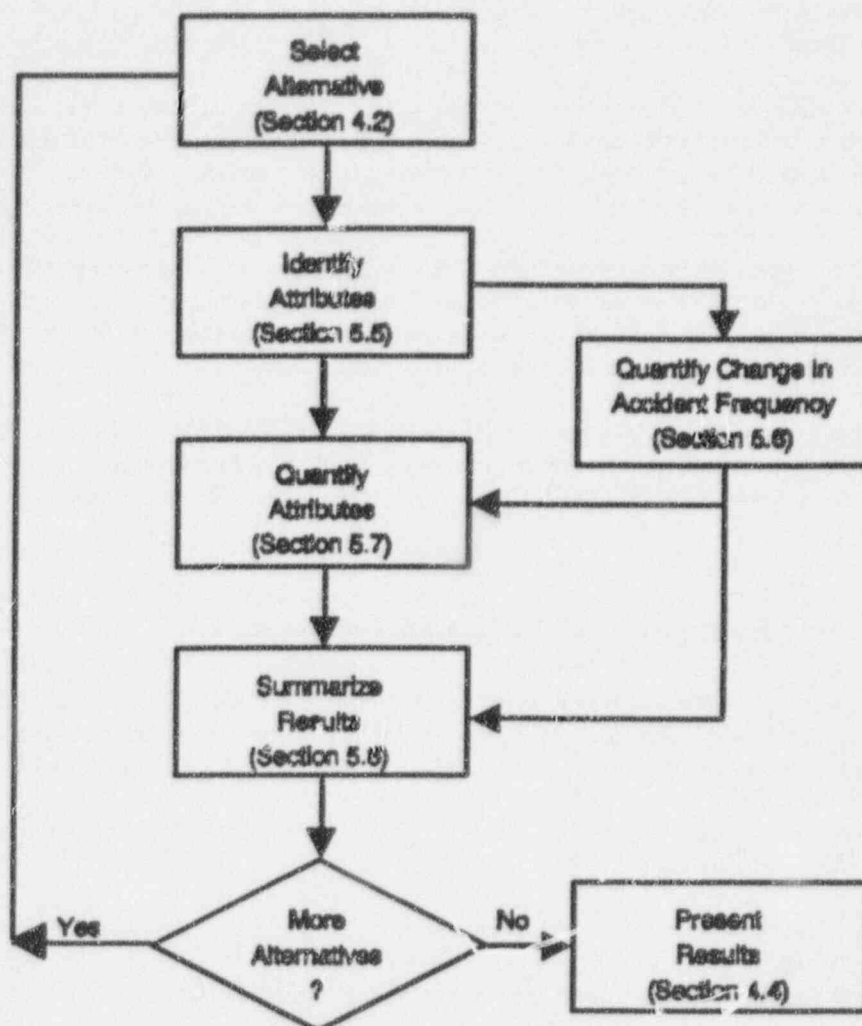 Select
Alternative
(Section 4.2)
Identify
Attributes
(Section 5.5)
Quantify Change in
Accident Frequency
(Section 5.6)
Quantify
Attributes
(Section 5.7)
Summarize
Results
(Section 5.8)
Yes
More
Alternatives
?
No
Present
Results
(Section 4.4)